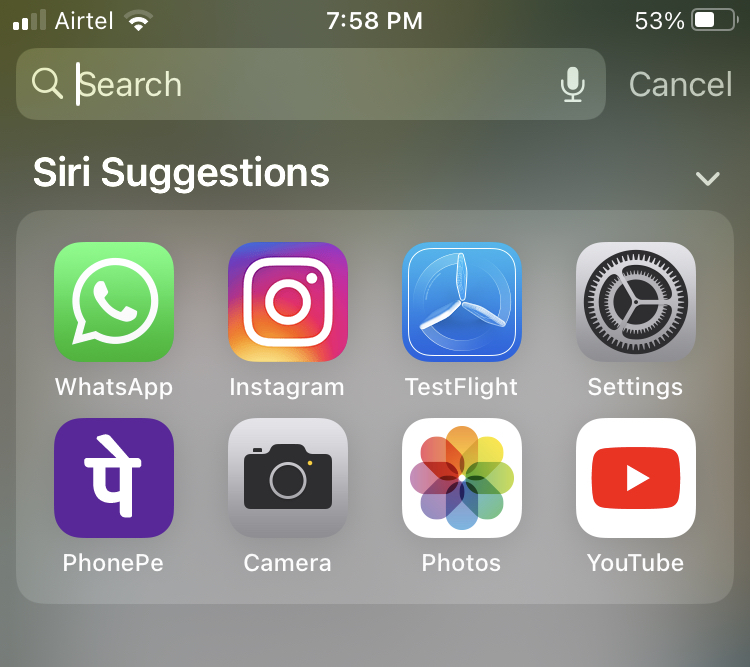 Airtel 7:58 PM 53%
Search Cancel
Siri Suggestions
WhatsApp Instagram TestFlight Settings
पे
PhonePe Camera Photos YouTube